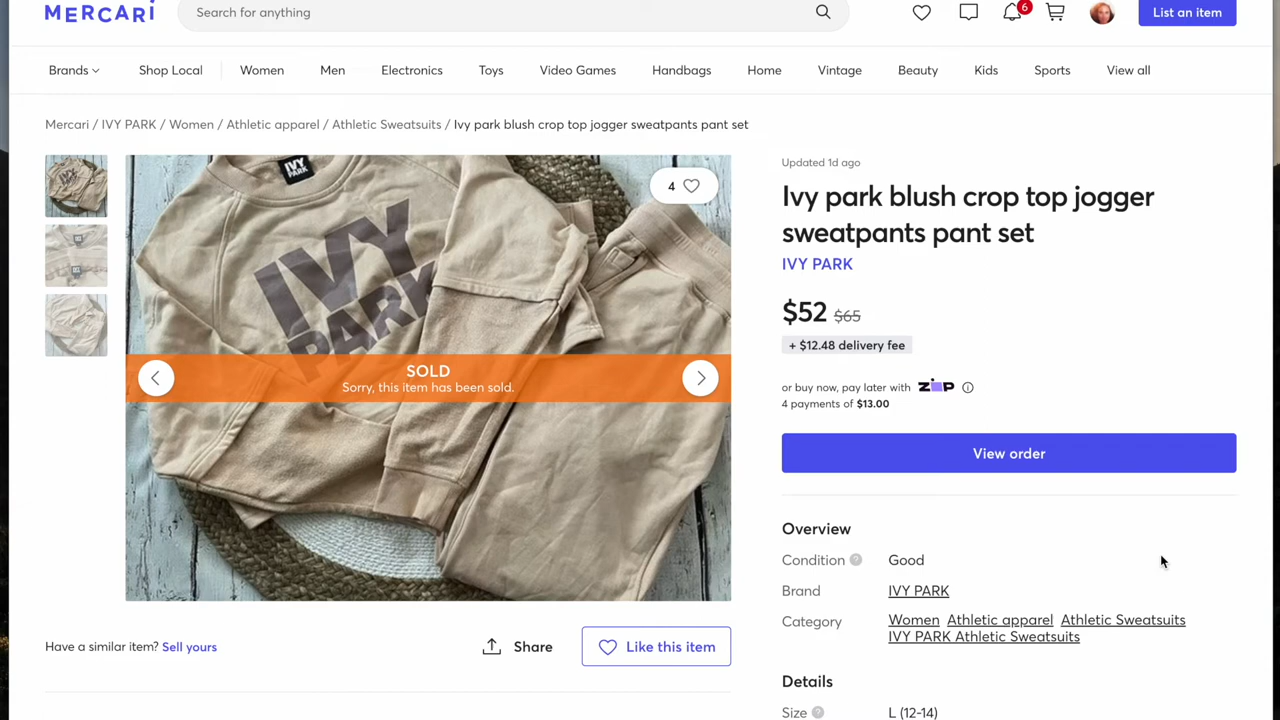 MERCARI
Search for anything
6
List an item
Brands
Shop Local
Women
Men
Electronics
Toys
Video Games
Handbags
Home
Vintage
Beauty
Kids
Sports
View all
Mercari / IVY PARK / Women / Athletic apparel / Athletic Sweatsuits / Ivy park blush crop top jogger sweatpants pant set
IVY
PARK
4
IVY
PARK
SOLD
Sorry, this item has been sold.
Have a similar item? Sell yours
Share
Like this item
Updated 1d ago
Ivy park blush crop top jogger
sweatpants pant set
IVY PARK
$52 $65
+ $12.48 delivery fee
or buy now, pay later with ZIP
4 payments of $13.00
View order
Overview
Condition ? Good
Brand IVY PARK
Category Women Athletic apparel Athletic Sweatsuits
IVY PARK Athletic Sweatsuits
Details
Size ? L (12-14)